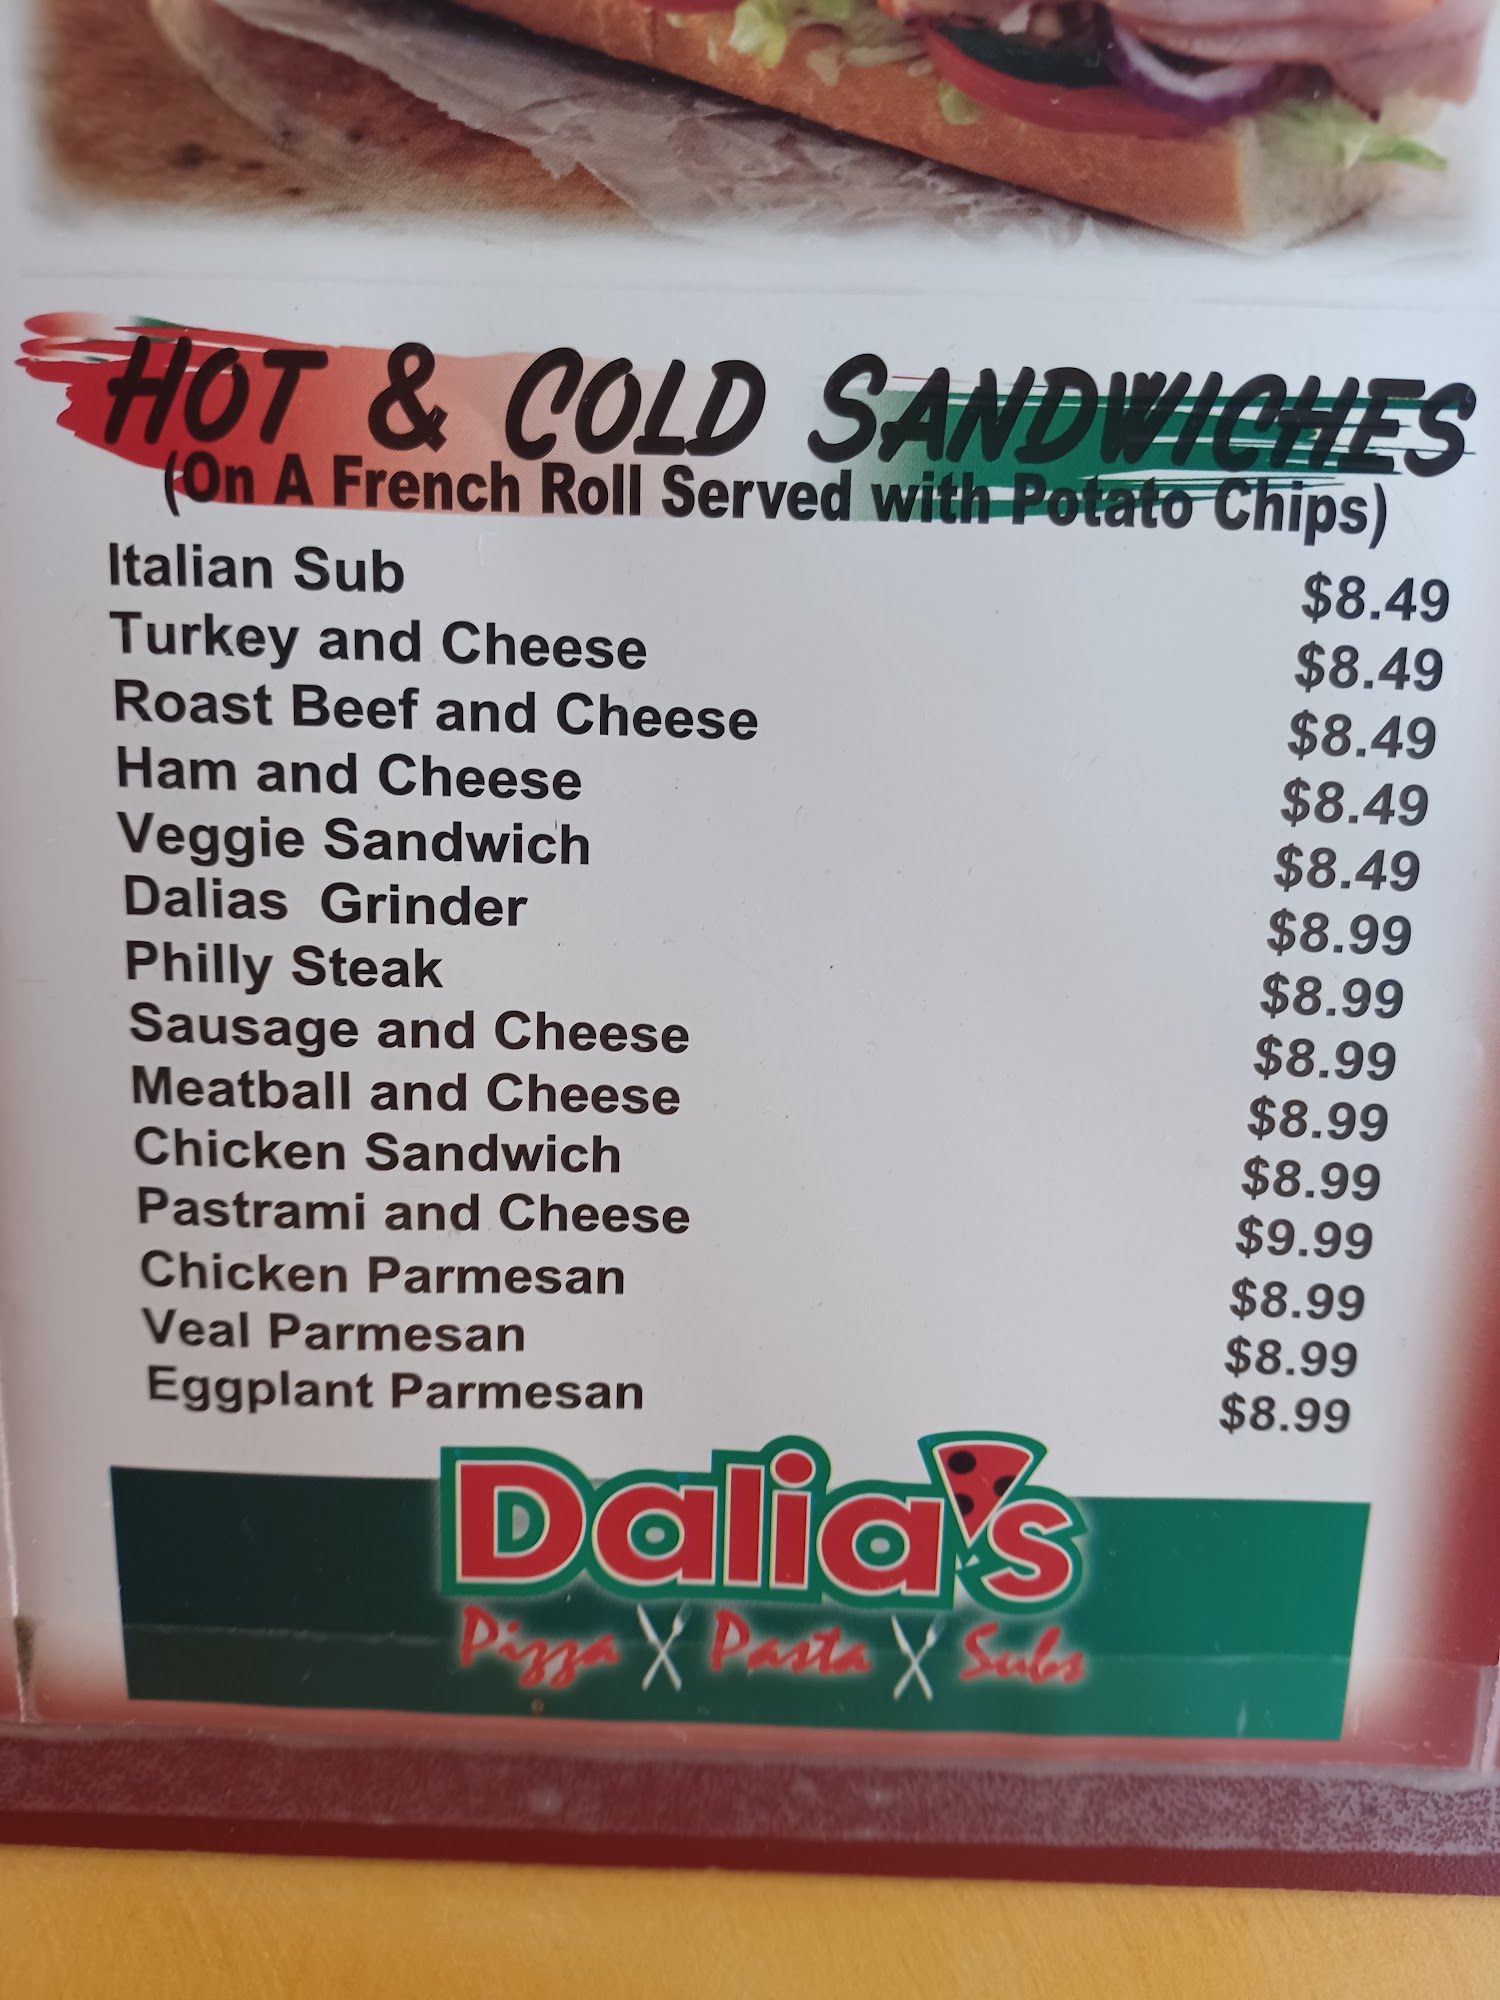 HOT & COLD SANDWICHES
(On A French Roll Served with Potato Chips)
Italian Sub $8.49
Turkey and Cheese $8.49
Roast Beef and Cheese $8.49
Ham and Cheese $8.49
Veggie Sandwich $8.49
Dalias Grinder $8.99
Philly Steak $8.99
Sausage and Cheese $8.99
Meatball and Cheese $8.99
Chicken Sandwich $8.99
Pastrami and Cheese $9.99
Chicken Parmesan $8.99
Veal Parmesan $8.99
Eggplant Parmesan $8.99
Dalia's
Pizza Pasta Subs